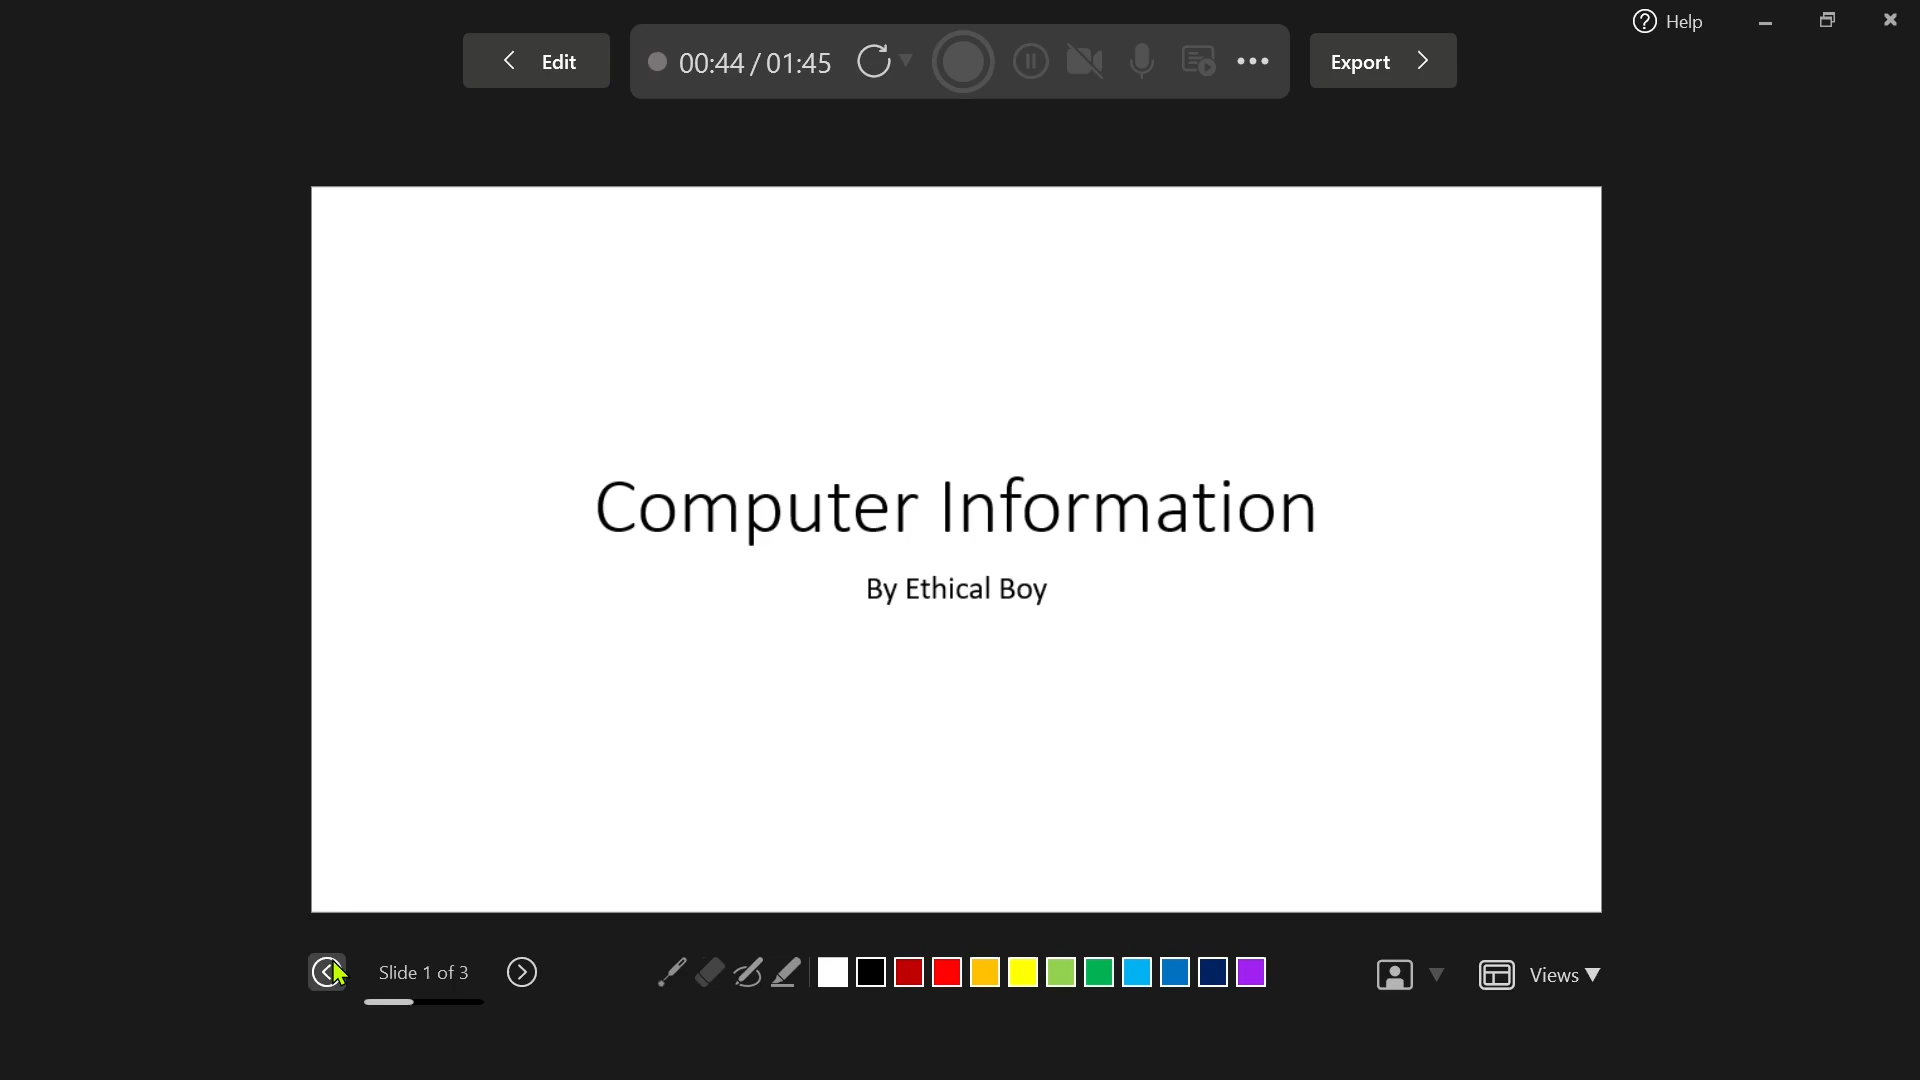 Help
Edit
00:44 / 01:45
Export
Computer Information
By Ethical Boy
Slide 1 of 3
Views